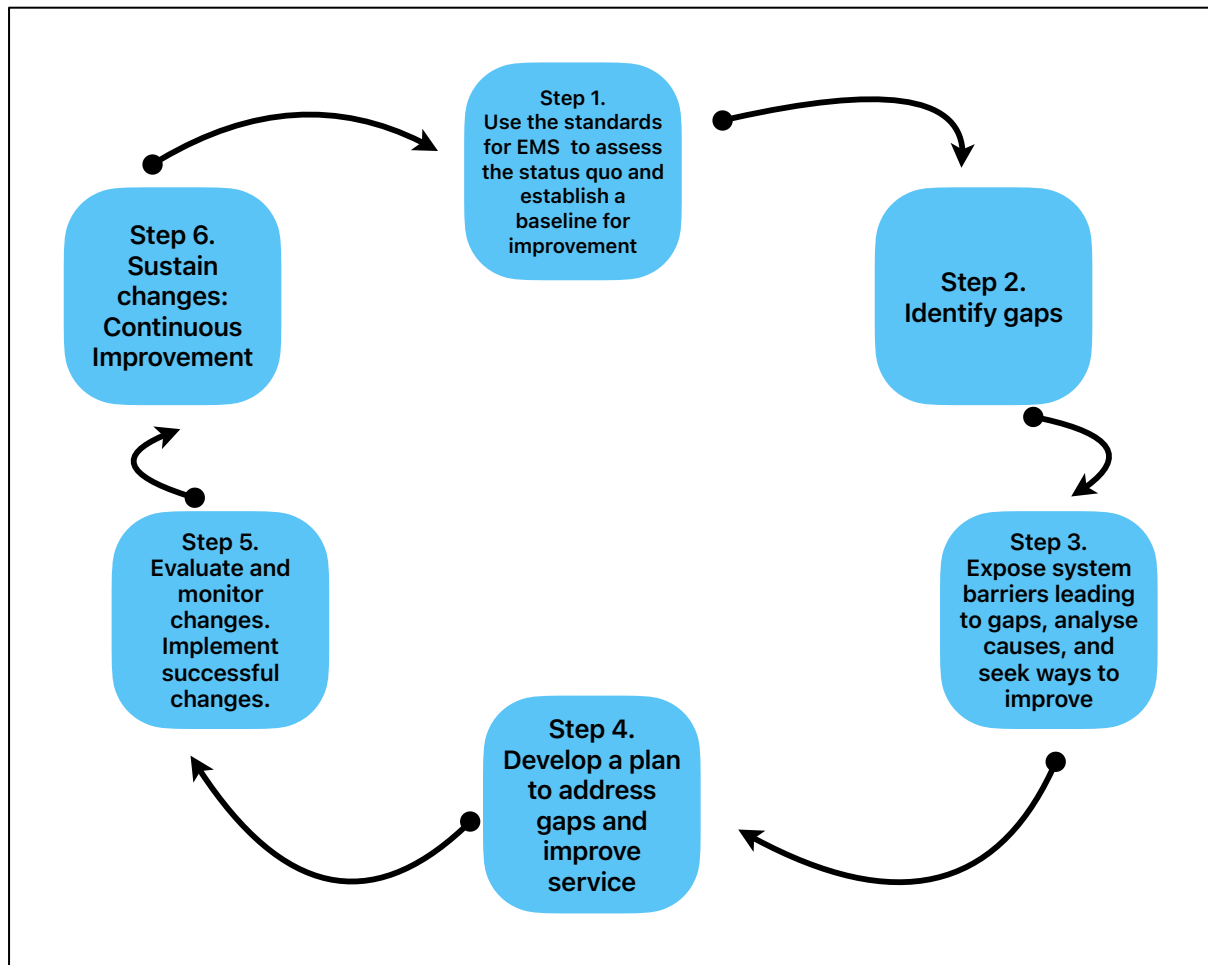 Step 1.
Use the standards
for EMS  to assess
the status quo and
establish a
baseline for
improvement
Step 2.
Identify gaps
Step 3.
Expose system
barriers leading
to gaps, analyse
causes, and
seek ways to
improve
Step 4.
Develop a plan
to address
gaps and
improve
service
Step 5.
Evaluate and
monitor
changes.
Implement
successful
changes.
Step 6.
Sustain
changes:
Continuous
Improvement